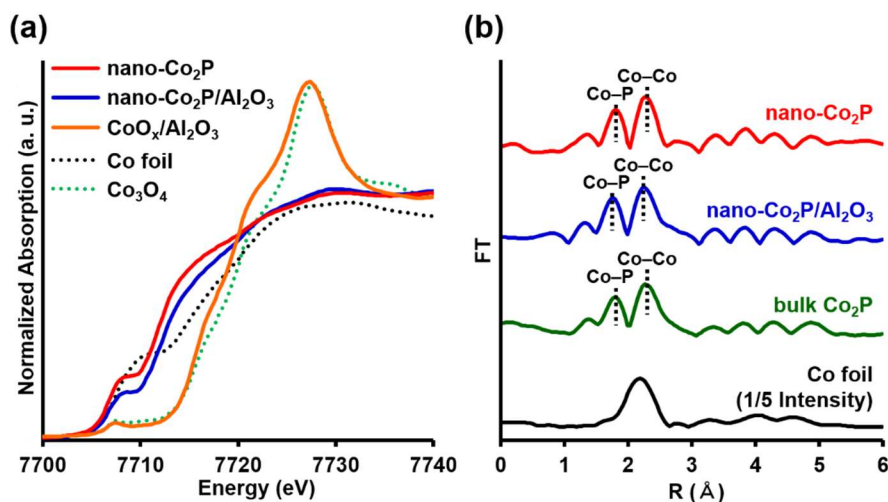 (a)
nano-Co₂P
nano-Co₂P/Al₂O₃
CoOₓ/Al₂O₃
Co foil
Co₃O₄
Normalized Absorption (a. u.)
7700 7710 7720 7730 7740
Energy (eV)
(b)
Co–Co
Co–P
nano-Co₂P
Co–Co
Co–P
nano-Co₂P/Al₂O₃
Co–Co
Co–P
bulk Co₂P
Co foil
(1/5 Intensity)
FT
0 1 2 3 4 5 6
R (Å)